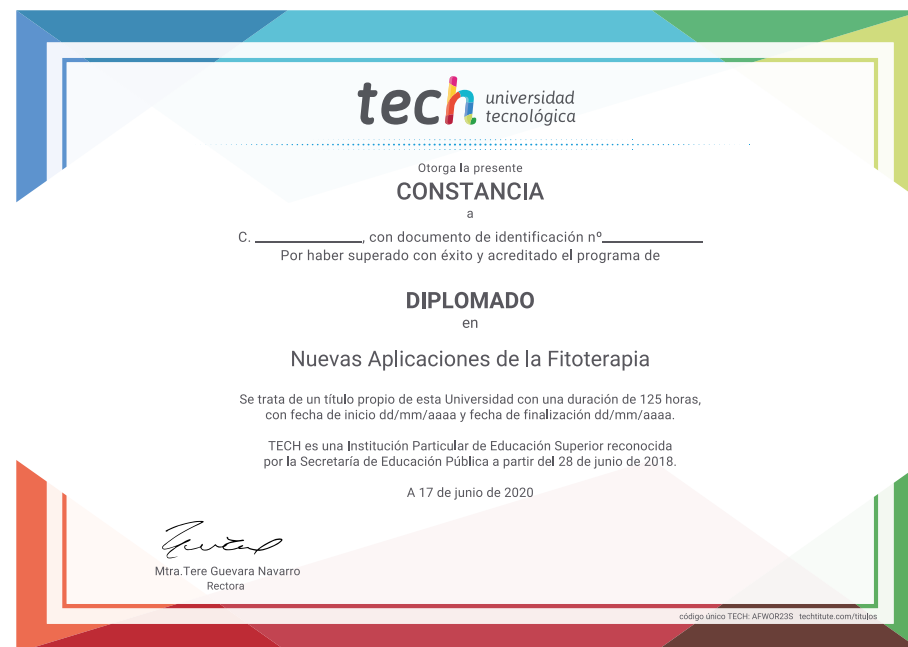 tech universidad
tecnológica
Otorga la presente
CONSTANCIA
a
C. ____________, con documento de identificación nº____________
Por haber superado con éxito y acreditado el programa de
DIPLOMADO
en
Nuevas Aplicaciones de la Fitoterapia
Se trata de un título propio de esta Universidad con una duración de 125 horas,
con fecha de inicio dd/mm/aaaa y fecha de finalización dd/mm/aaaa.
TECH es una Institución Particular de Educación Superior reconocida
por la Secretaría de Educación Pública a partir del 28 de junio de 2018.
A 17 de junio de 2020
Mtra.Tere Guevara Navarro
Rectora
código único TECH: AFWOR23S techtitute.com/titulos